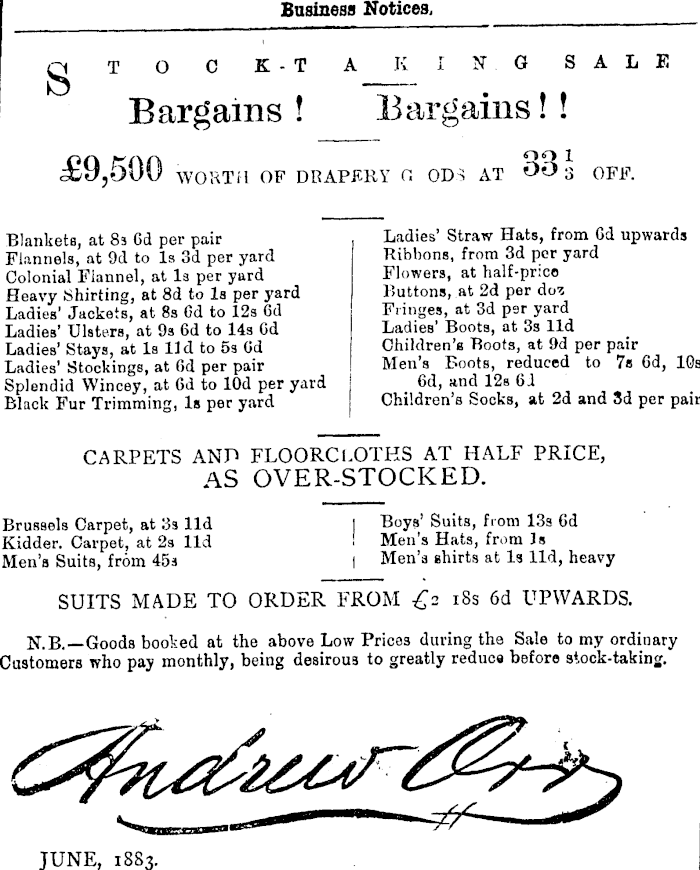 Business Notices.
STOCK-TAKING SALE
Bargains! Bargains!!
£9,500 WORTH OF DRAPERY G ODS AT 33 1/3 OFF.
Blankets, at 8s 6d per pair
Flannels, at 9d to 1s 3d per yard
Colonial Flannel, at 1s per yard
Heavy Shirting, at 8d to 1s per yard
Ladies' Jackets, at 8s 6d to 12s 6d
Ladies' Ulsters, at 9s 6d to 14s 6d
Ladies' Stays, at 1s 11d to 5s 6d
Ladies' Stockings, at 6d per pair
Splendid Wincey, at 6d to 10d per yard
Black Fur Trimming, 1s per yard
Ladies' Straw Hats, from 6d upwards
Ribbons, from 3d per yard
Flowers, at half-price
Buttons, at 2d per doz
Fringes, at 3d per yard
Ladies' Boots, at 3s 11d
Children's Boots, at 9d per pair
Men's Boots, reduced to 7s 6d, 10s
6d, and 12s 6d
Children's Socks, at 2d and 3d per pair
CARPETS AND FLOORCLOTHS AT HALF PRICE,
AS OVER-STOCKED.
Brussels Carpet, at 3s 11d
Kidder. Carpet, at 2s 11d
Men's Suits, from 45s
Boys' Suits, from 13s 6d
Men's Hats, from 1s
Men's shirts at 1s 11d, heavy
SUITS MADE TO ORDER FROM £2 18s 6d UPWARDS.
N.B.—Goods booked at the above Low Prices during the Sale to my ordinary
Customers who pay monthly, being desirous to greatly reduce before stock-taking.
Andrew Orr
JUNE, 1883.